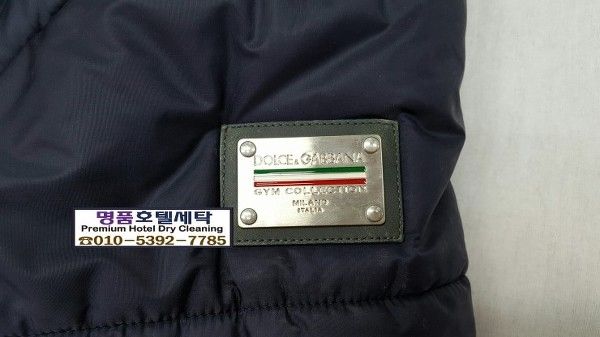 DOLCE & GABBANA
GYM COLLECTION
MILANO
ITALIA
명품호텔세탁
Premium Hotel Dry Cleaning
☎010-5392-7785